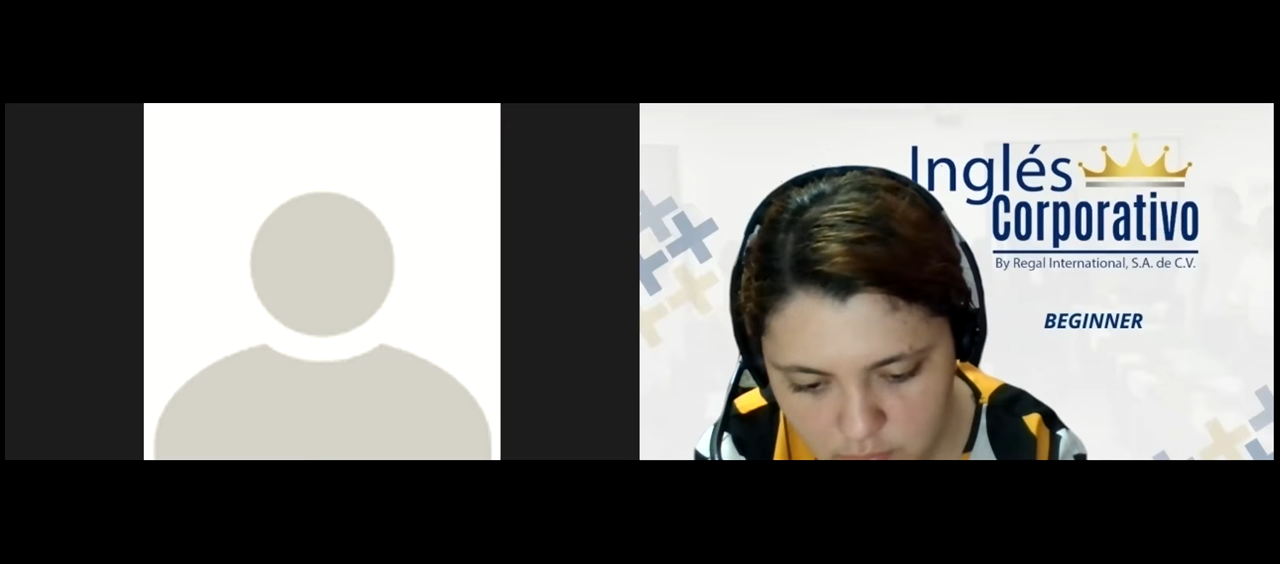 Inglés
Corporativo
By Regal International, S.A. de C.V.
BEGINNER